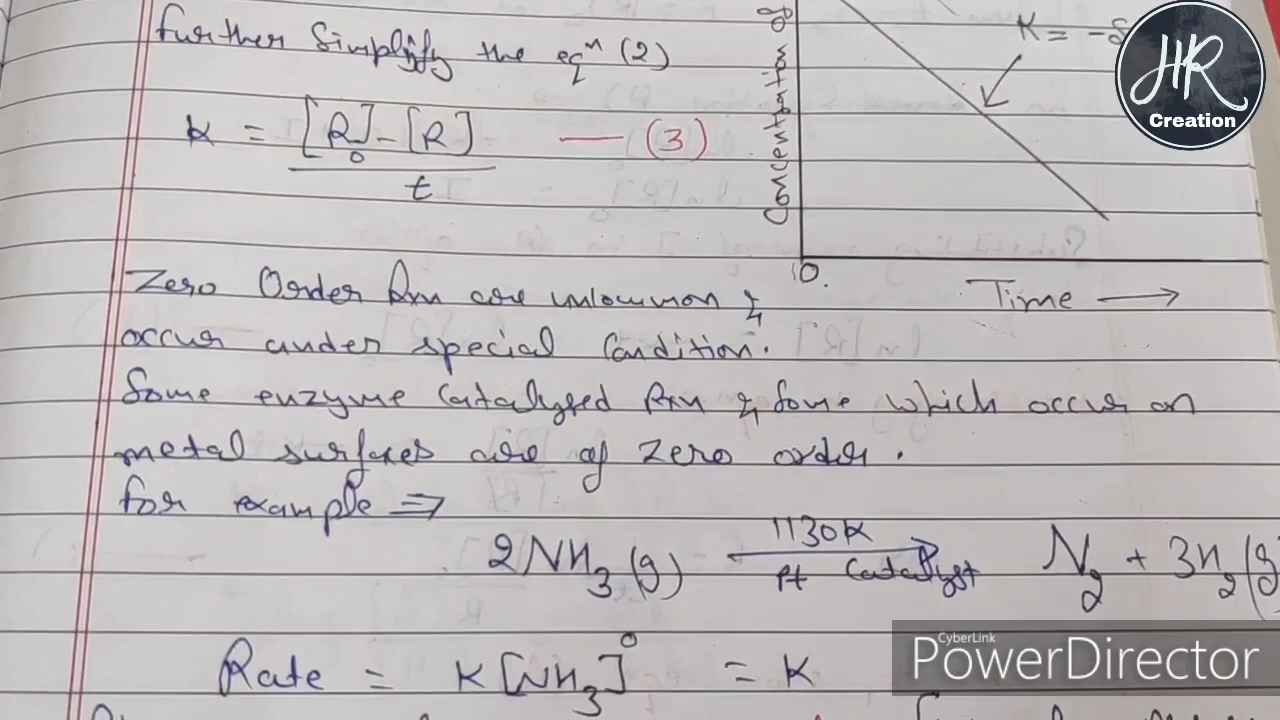 further Simplify the eqn (2)
K = -
HR
Creation
K = [R]0 - [R] / t — (3)
Concentration of
0
Time →
Zero Order Rxn are uncommon &
occur under special Condition.
Some enzyme Catalysed Rxn & Some which occur on
metal surfaces are of zero order.
for example ⇒
1130K
2NH3(g) → N2 + 3H2(g)
Pt Catalyst
Rate = K[NH3]⁰ = K
CyberLink
PowerDirector